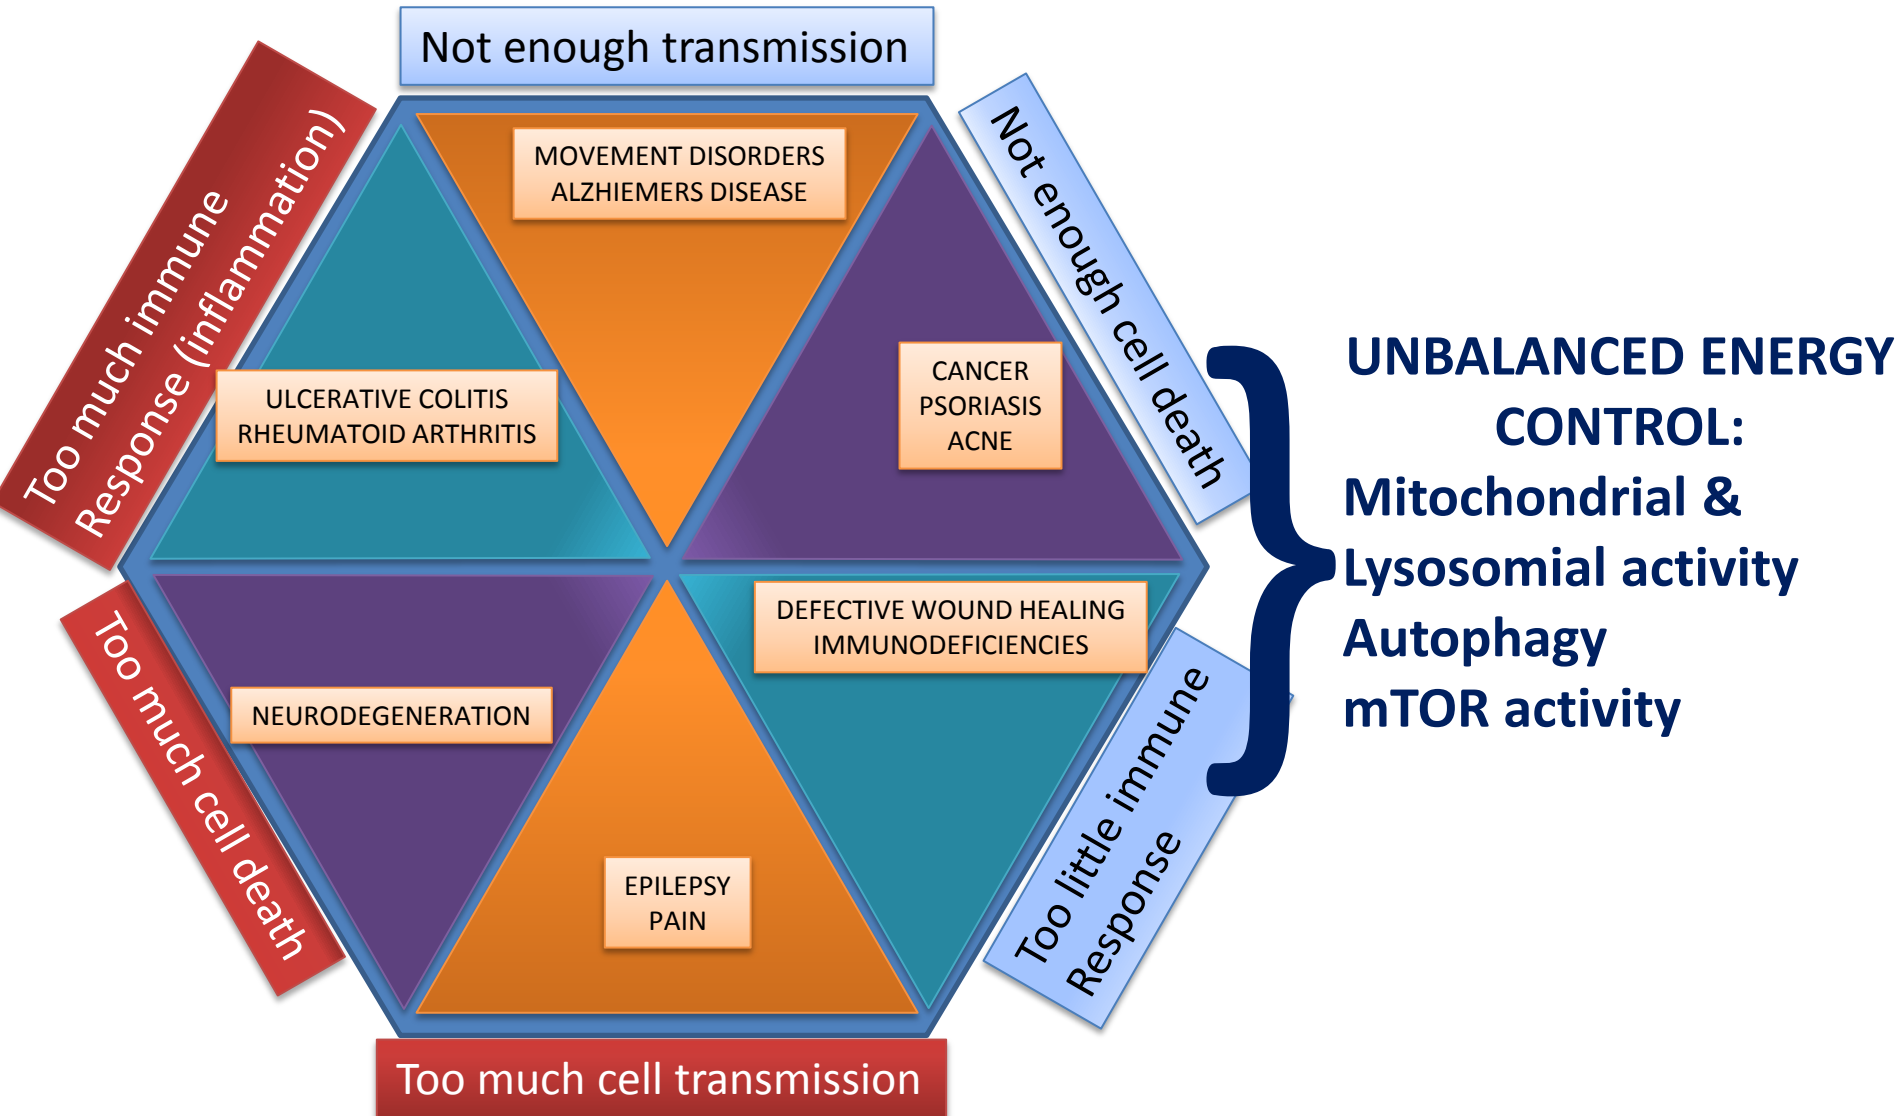 Not enough transmission
Too much immune
Response (inflammation)
MOVEMENT DISORDERS
ALZHIEMERS DISEASE
Not enough cell death
ULCERATIVE COLITIS
RHEUMATOID ARTHRITIS
CANCER
PSORIASIS
ACNE
UNBALANCED ENERGY
CONTROL:
Mitochondrial &
Lysosomial activity
Autophagy
mTOR activity
DEFECTIVE WOUND HEALING
IMMUNODEFICIENCIES
NEURODEGENERATION
Too much cell death
EPILEPSY
PAIN
Too little immune
Response
Too much cell transmission